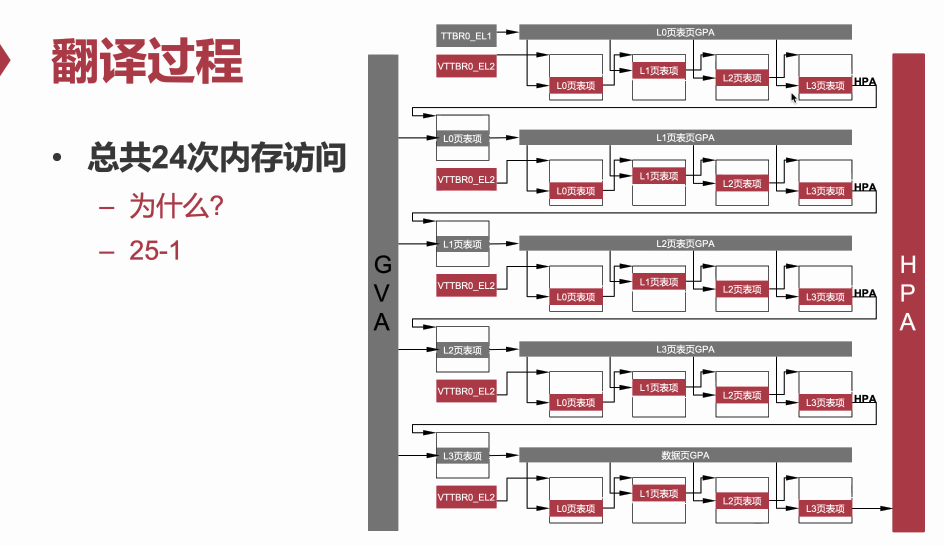 翻译过程
• 总共24次内存访问
– 为什么?
– 25-1
GVA
HPA
TTBR0_EL1
L0页表页GPA
VTTBR0_EL2
L0页表项
L1页表项
L2页表项
L3页表项
HPA
L0页表项
L1页表页GPA
VTTBR0_EL2
L0页表项
L1页表项
L2页表项
L3页表项
HPA
L1页表项
L2页表页GPA
VTTBR0_EL2
L0页表项
L1页表项
L2页表项
L3页表项
HPA
L2页表项
L3页表页GPA
VTTBR0_EL2
L0页表项
L1页表项
L2页表项
L3页表项
HPA
L3页表项
数据页GPA
VTTBR0_EL2
L0页表项
L1页表项
L2页表项
L3页表项